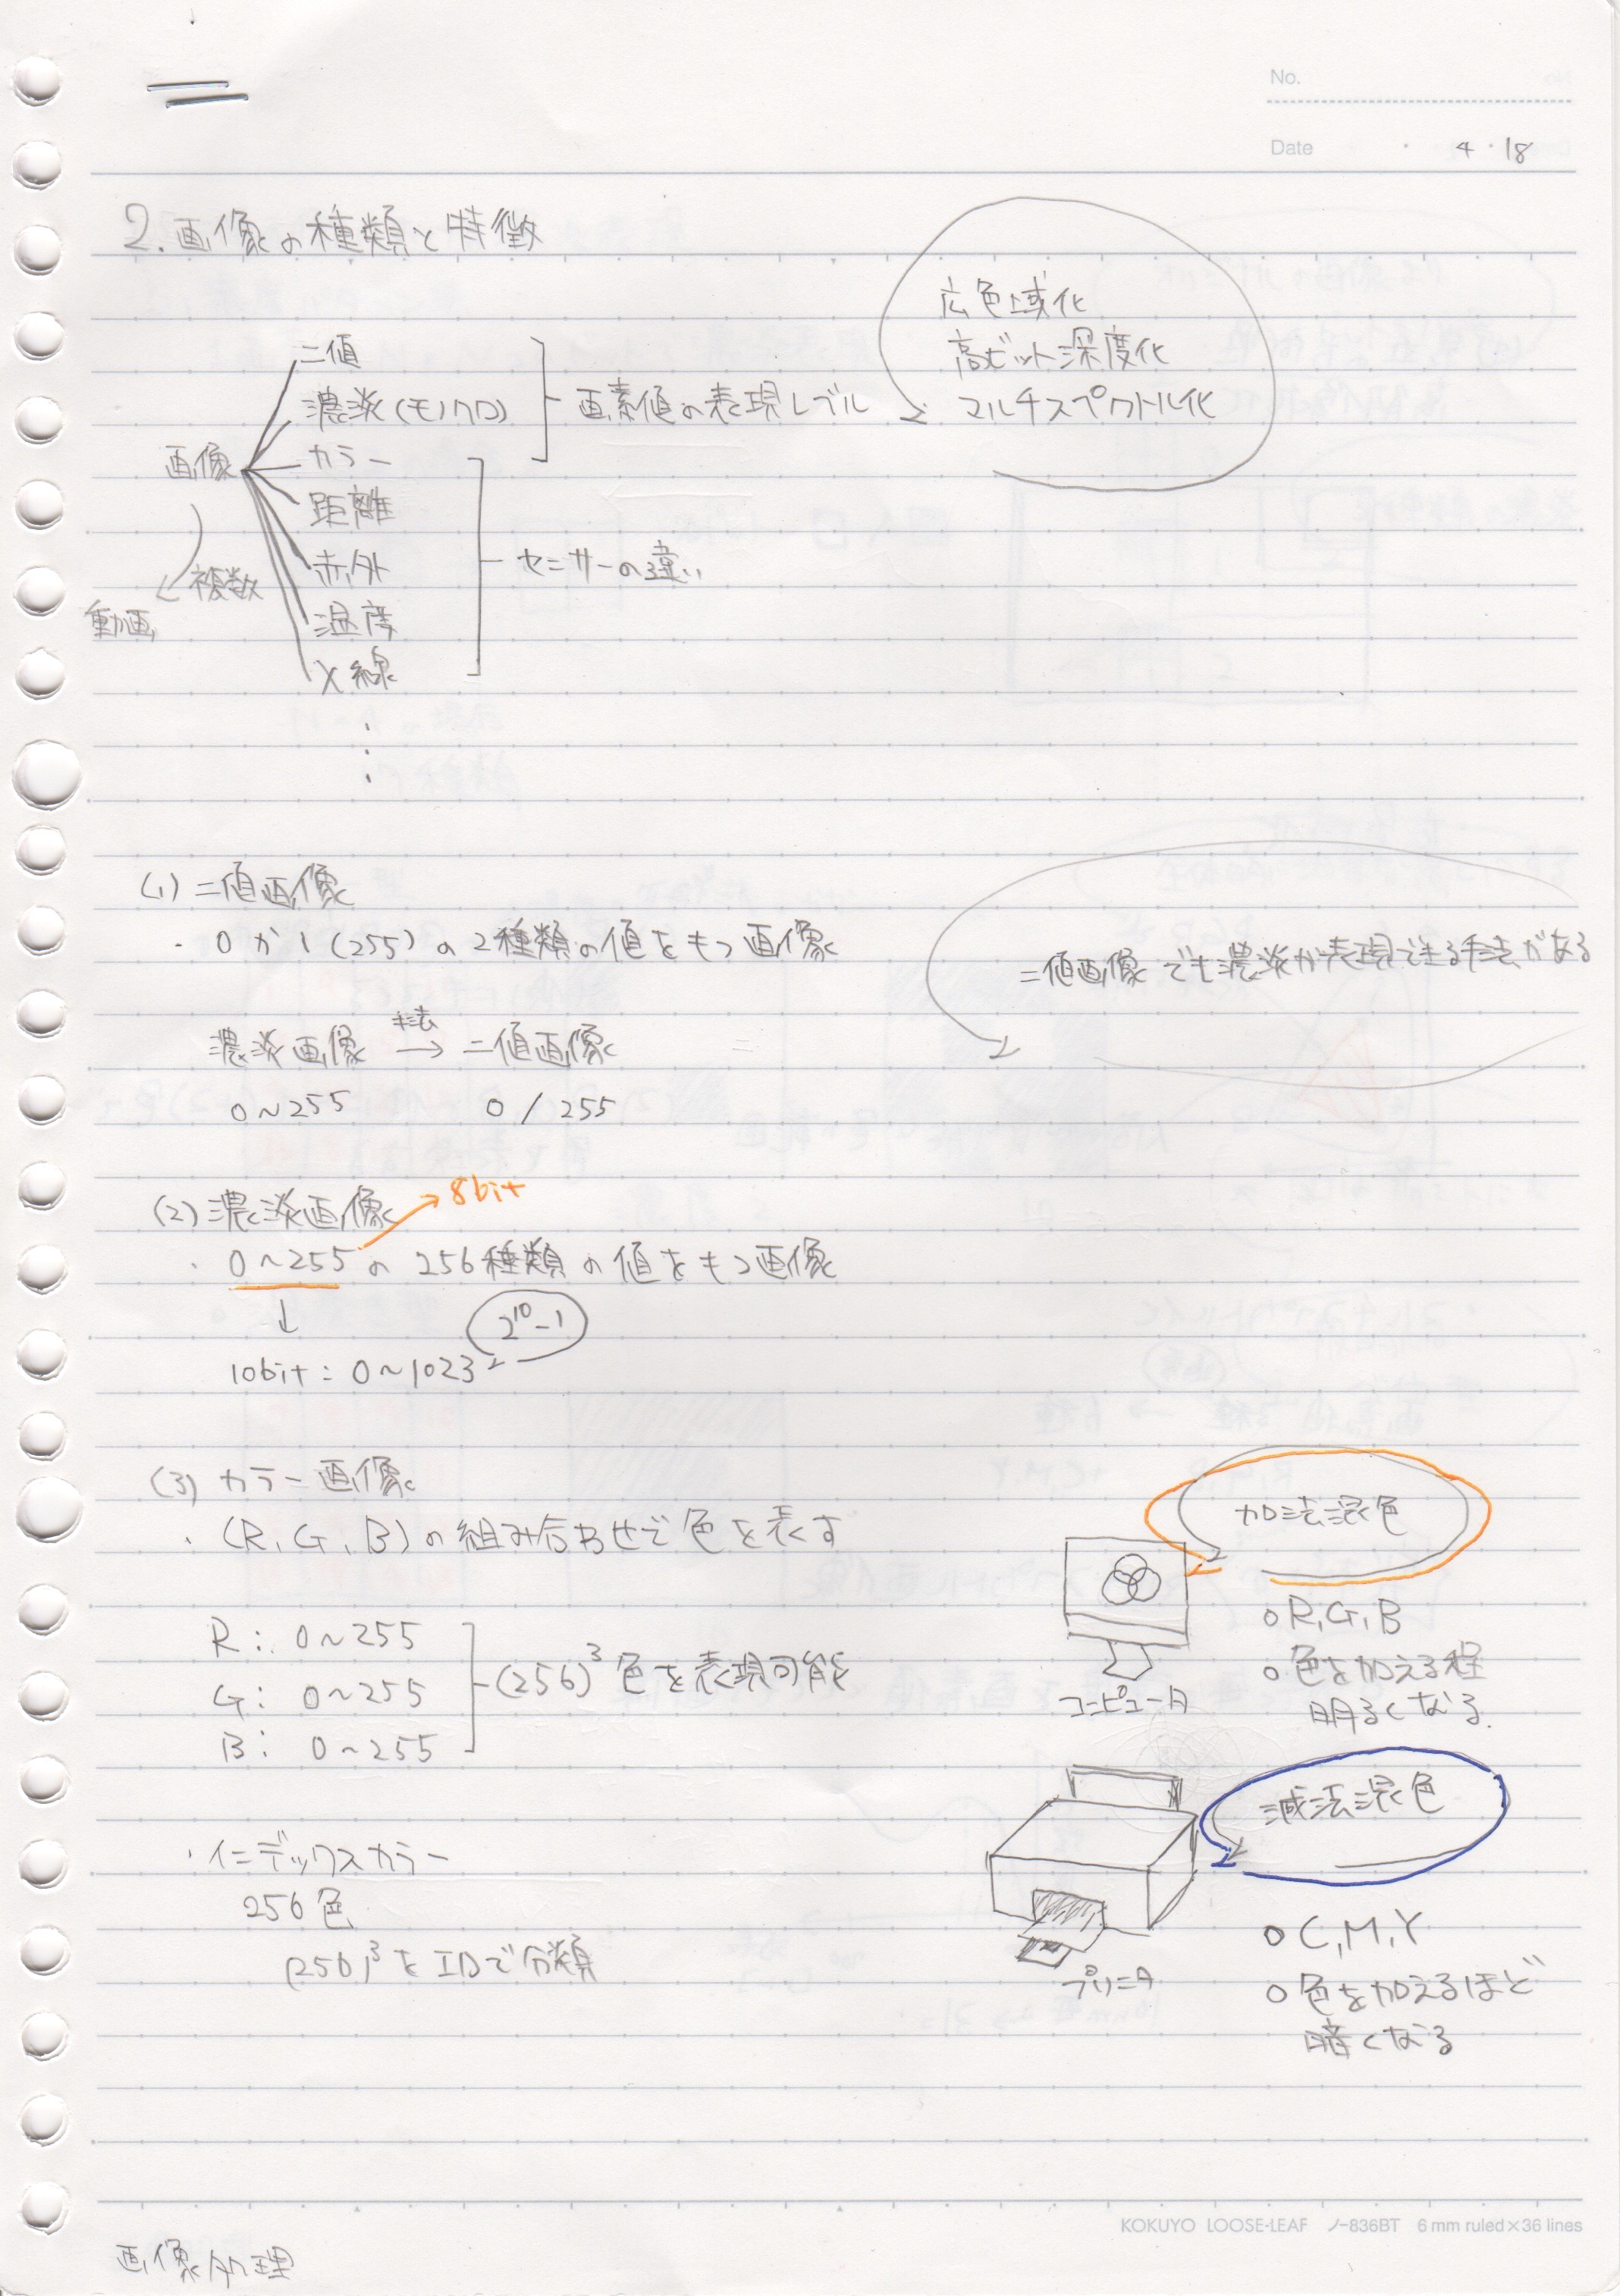 No.
Date ・ 4・18
2.画像の種類と特徴
広色域化
高ビット深度化
マルチスペクトル化
二値
濃淡(モノクロ)
画素値の表現レベル
画像
カラー
距離
赤外
センサーの違い
複数
動画
温度
X線
(1)二値画像
・0か1(255)の2種類の値をもつ画像
二値画像でも濃淡が表現できる手法がある
濃淡画像 手法→ 二値画像
0~255 0/255
(2)濃淡画像
8bit
・0~255の256種類の値をもつ画像
↓
2^10-1
10bit:0~1023
(3)カラー画像
・(R,G,B)の組み合わせで色を表す
R:0~255
G:0~255
B:0~255
(256)^3色を表現可能
加法混色
○R,G,B
○色を加える程
明るくなる.
コンピュータ
減法混色
○C,M,Y
○色を加えるほど
暗くなる
プリンタ
・インデックスカラー
256色
(256)^3をIDで分類
KOKUYO LOOSE-LEAF ノ-836BT 6mm ruled×36 lines
画像処理